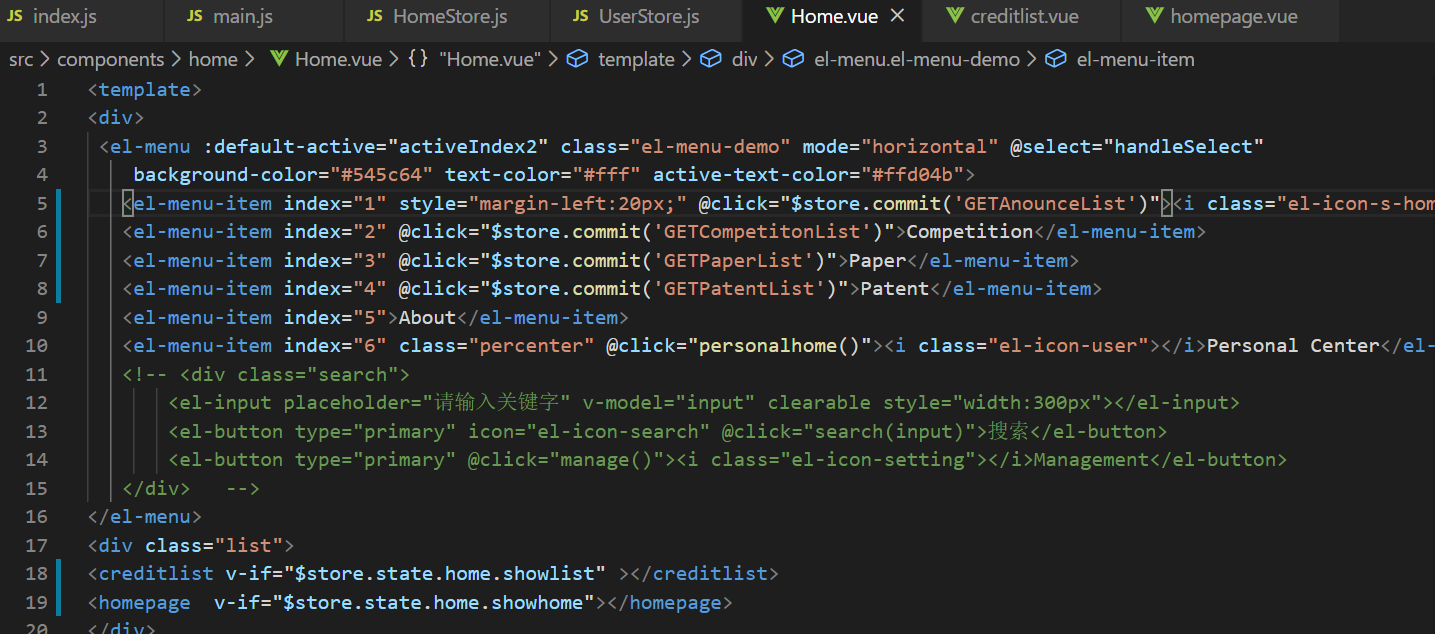 JS index.js JS main.js JS HomeStore.js JS UserStore.js Home.vue × creditlist.vue homepage.vue
src > components > home > Home.vue > {} "Home.vue" > template > div > el-menu.el-menu-demo > el-menu-item
1 <template>
2 <div>
3 <el-menu :default-active="activeIndex2" class="el-menu-demo" mode="horizontal" @select="handleSelect"
4 background-color="#545c64" text-color="#fff" active-text-color="#ffd04b">
5 <el-menu-item index="1" style="margin-left:20px;" @click="$store.commit('GETAnounceList')"><i class="el-icon-s-hom
6 <el-menu-item index="2" @click="$store.commit('GETCompetitonList')">Competition</el-menu-item>
7 <el-menu-item index="3" @click="$store.commit('GETPaperList')">Paper</el-menu-item>
8 <el-menu-item index="4" @click="$store.commit('GETPatentList')">Patent</el-menu-item>
9 <el-menu-item index="5">About</el-menu-item>
10 <el-menu-item index="6" class="percenter" @click="personalhome()"><i class="el-icon-user"></i>Personal Center</el-
11 <!-- <div class="search">
12 <el-input placeholder="请输入关键字" v-model="input" clearable style="width:300px"></el-input>
13 <el-button type="primary" icon="el-icon-search" @click="search(input)">搜索</el-button>
14 <el-button type="primary" @click="manage()"><i class="el-icon-setting"></i>Management</el-button>
15 </div> -->
16 </el-menu>
17 <div class="list">
18 <creditlist v-if="$store.state.home.showlist" ></creditlist>
19 <homepage v-if="$store.state.home.showhome"></homepage>
20 </div>